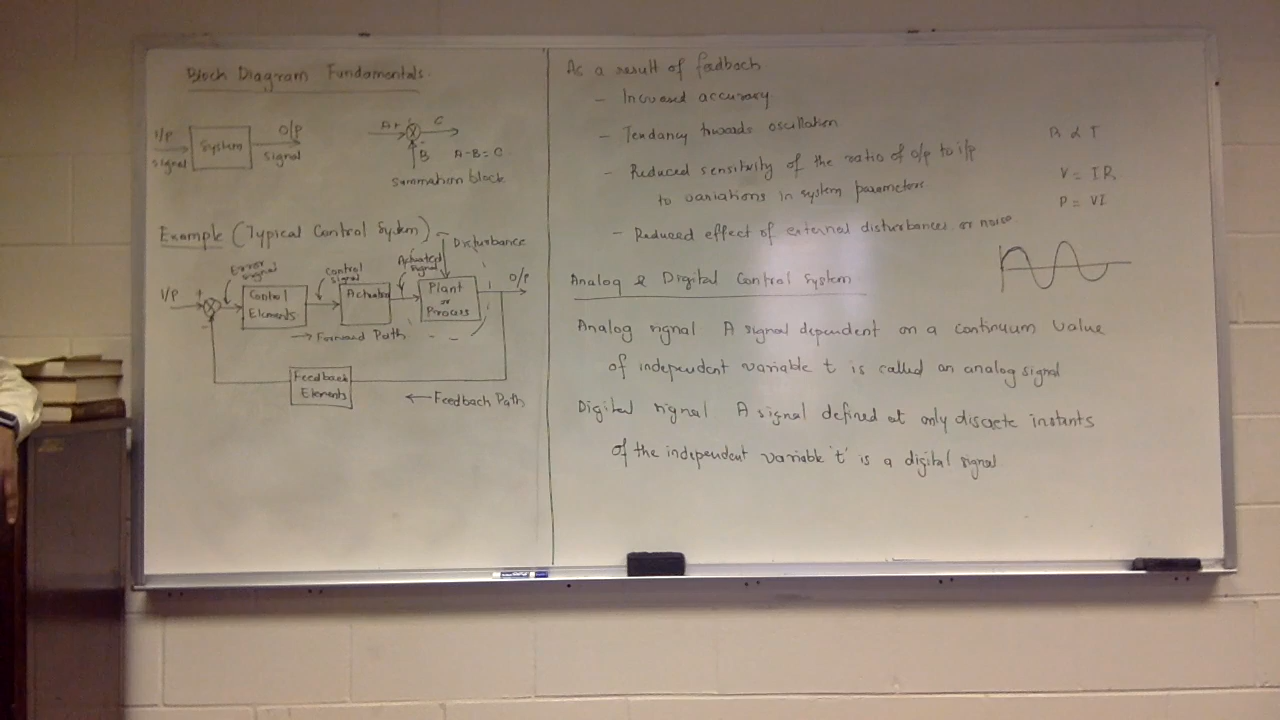 Block Diagram Fundamentals.
I/P
signal
System
O/P
signal
A +
C
B
A-B=C
Summation block
Example (Typical Control System)
Disturbance
Error signal
Control signal
Actuated signal
I/P
+
-
Control Elements
Actuator
Plant or Process
O/P
→ Forward Path
Feedback Elements
← Feedback Path
As a result of feedback
- Increased accuracy
- Tendancy towards oscillation
- Reduced sensitivity of the ratio of o/p to i/p
to variations in system parameters
- Reduced effect of external disturbances or noise
R α T
V = IR
P = VI
Analog & Digital Control System
Analog signal A signal dependent on a continuum value
of independent variable t is called an analog signal
Digital signal A signal defined at only discrete instants
of the independent variable 't' is a digital signal